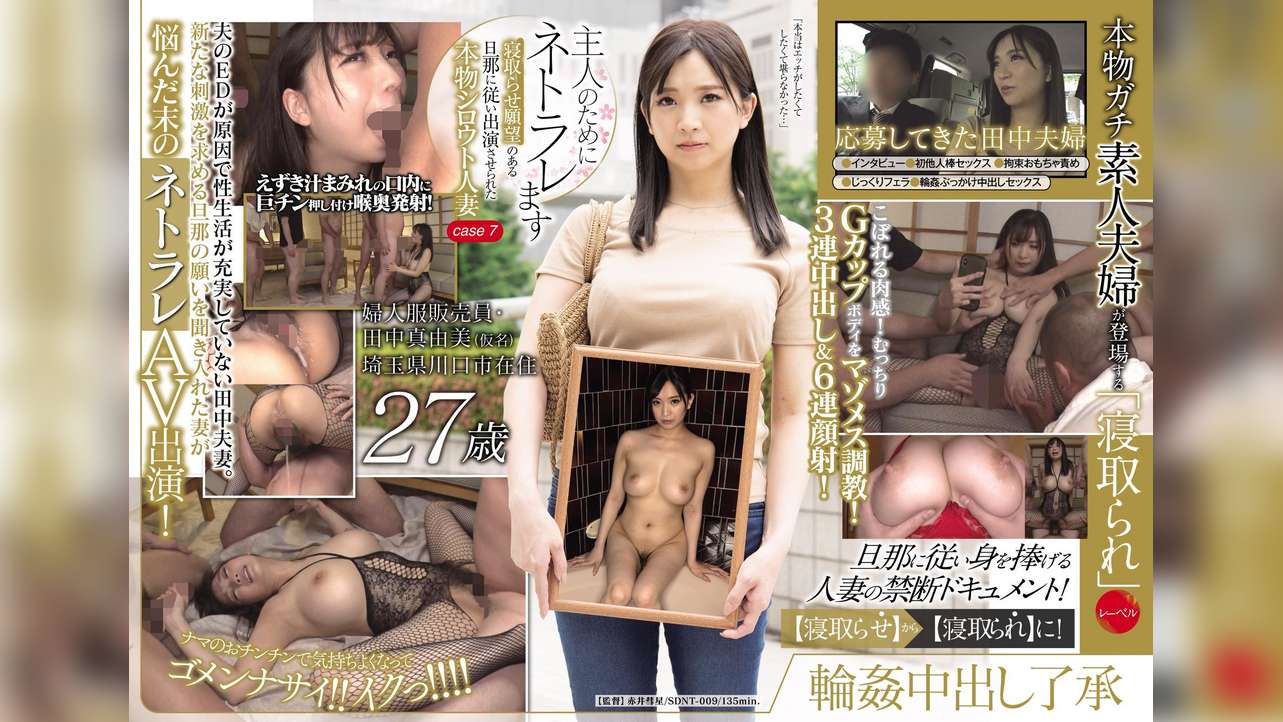 夫のEDが原因で性生活が充実していない田中夫妻。
新たな刺激を求める旦那の願いを聞き入れた妻が
悩んだ末のネトラレAV出演！
えずき汁まみれの口内に
巨チン押し付け喉奥発射！
主人のために
ネトラレます
寝取らせ願望のある
旦那に従い出演させられた
本物シロウト人妻
case 7
婦人服販売員・
田中真由美(仮名)
埼玉県川口市在住
27歳
ナマのおチンチンで気持ちよくなって
ゴメンナサイ!!イクっ!!!!
「本当はエッチがしたくて
したくて堪らなかった…」
応募してきた田中夫婦
●インタビュー●初他人棒セックス●拘束おもちゃ責め
●じっくりフェラ●輪姦ぶっかけ中出しセックス
本物ガチ素人夫婦が登場する「寝取られ」
レーベル
こぼれる肉感！むっちり
Gカップボディをマゾメス調教！
3連中出し&6連顔射！
旦那に従い身を捧げる
人妻の禁断ドキュメント！
【寝取らせ】から【寝取られ】に！
【監督】赤井彗星/SDNT-009/135min.
輪姦中出し了承